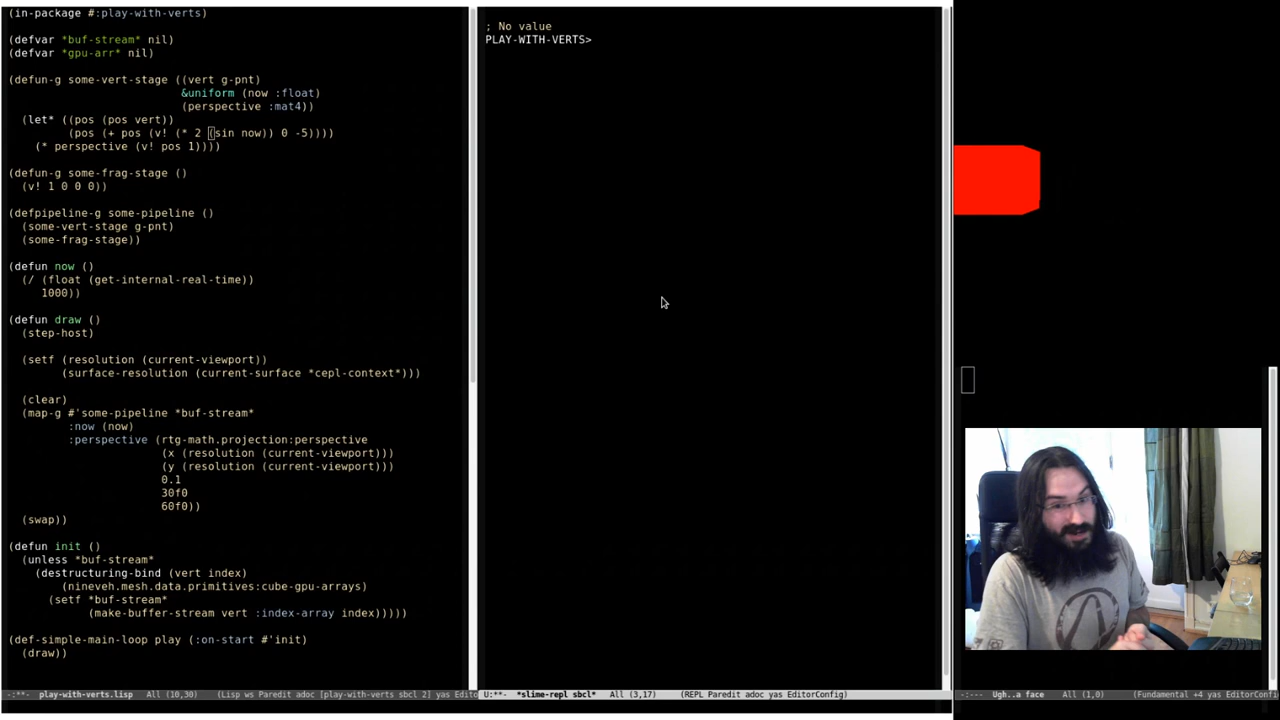 (in-package #:play-with-verts)
(defvar *buf-stream* nil)
(defvar *gpu-arr* nil)
(defun-g some-vert-stage ((vert g-pnt)
&uniform (now :float)
(perspective :mat4))
(let* ((pos (pos vert))
(pos (+ pos (v! (* 2 (sin now)) 0 -5))))
(* perspective (v! pos 1))))
(defun-g some-frag-stage ()
(v! 1 0 0 0))
(defpipeline-g some-pipeline ()
(some-vert-stage g-pnt)
(some-frag-stage))
(defun now ()
(/ (float (get-internal-real-time))
1000))
(defun draw ()
(step-host)
(setf (resolution (current-viewport))
(surface-resolution (current-surface *cepl-context*)))
(clear)
(map-g #'some-pipeline *buf-stream*
:now (now)
:perspective (rtg-math.projection:perspective
(x (resolution (current-viewport)))
(y (resolution (current-viewport)))
0.1
30f0
60f0))
(swap))
(defun init ()
(unless *buf-stream*
(destructuring-bind (vert index)
(nineveh.mesh.data.primitives:cube-gpu-arrays)
(setf *buf-stream*
(make-buffer-stream vert :index-array index)))))
(def-simple-main-loop play (:on-start #'init)
(draw))
-:**- play-with-verts.lisp All (10,30) (Lisp ws Paredit adoc [play-with-verts sbcl 2] yas Edito
; No value
PLAY-WITH-VERTS>
U:**- *slime-repl sbcl* All (3,17) (REPL Paredit adoc yas EditorConfig)
-:--- Ugh..a face All (1,0) (Fundamental +4 yas EditorConfi